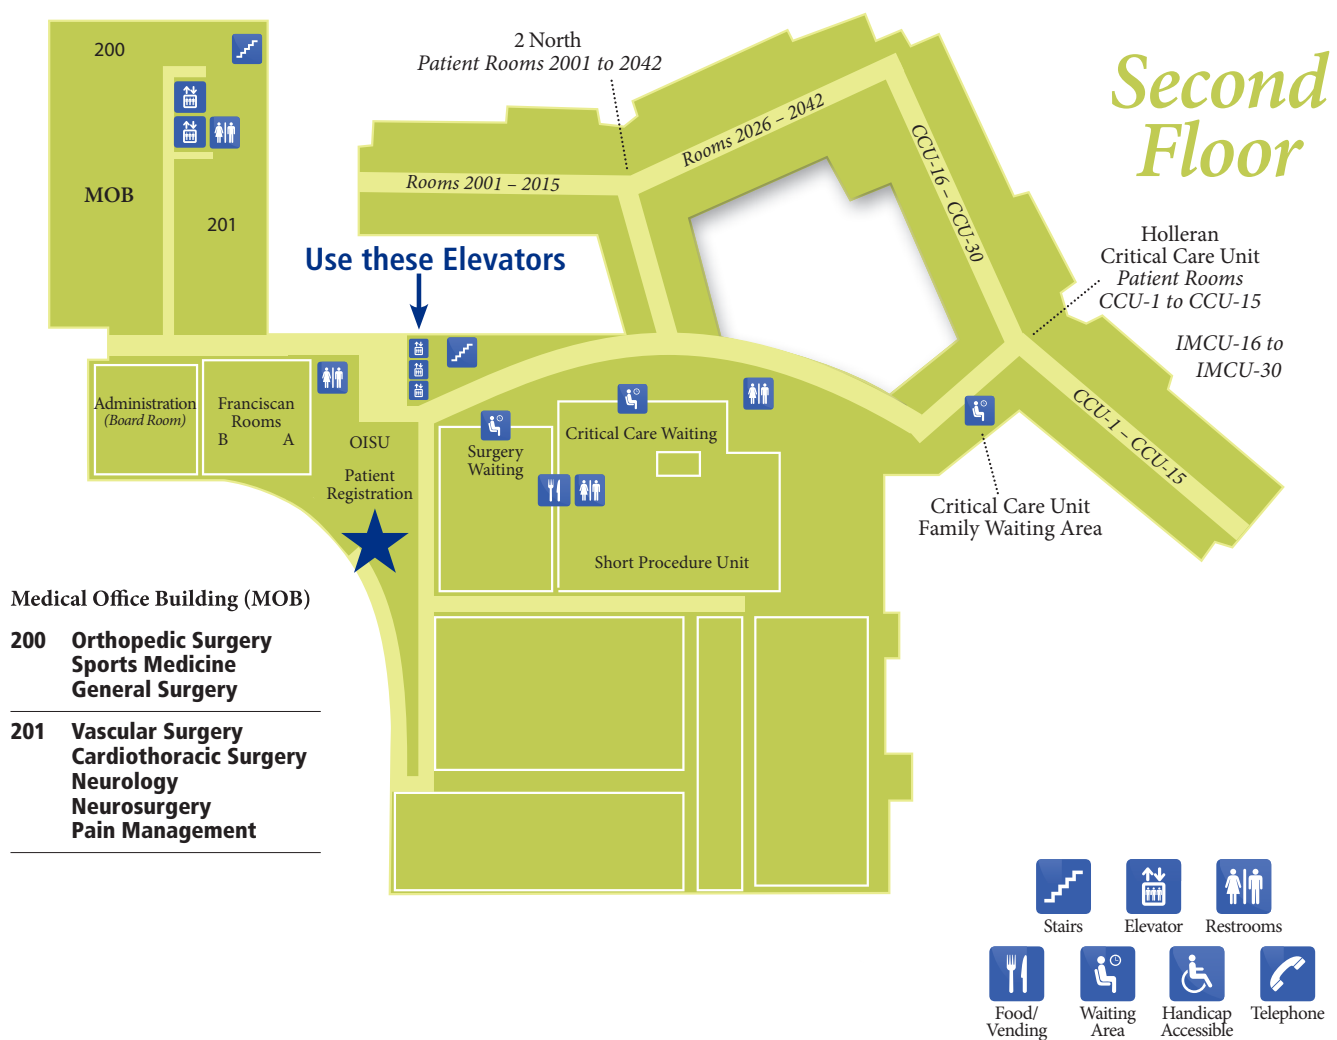 200
MOB
201
2 North
Patient Rooms 2001 to 2042
Second
Floor
Rooms 2026 – 2042
Rooms 2001 – 2015
CCU-16 – CCU-30
Holleran
Critical Care Unit
Patient Rooms
CCU-1 to CCU-15
IMCU-16 to
IMCU-30
Use these Elevators
CCU-1 – CCU-15
Administration
(Board Room)
Franciscan
Rooms
B A
OISU
Patient
Registration
Surgery
Waiting
Critical Care Waiting
Short Procedure Unit
Critical Care Unit
Family Waiting Area
Medical Office Building (MOB)
200 Orthopedic Surgery
Sports Medicine
General Surgery
201 Vascular Surgery
Cardiothoracic Surgery
Neurology
Neurosurgery
Pain Management
Stairs
Elevator
Restrooms
Food/
Vending
Waiting
Area
Handicap
Accessible
Telephone